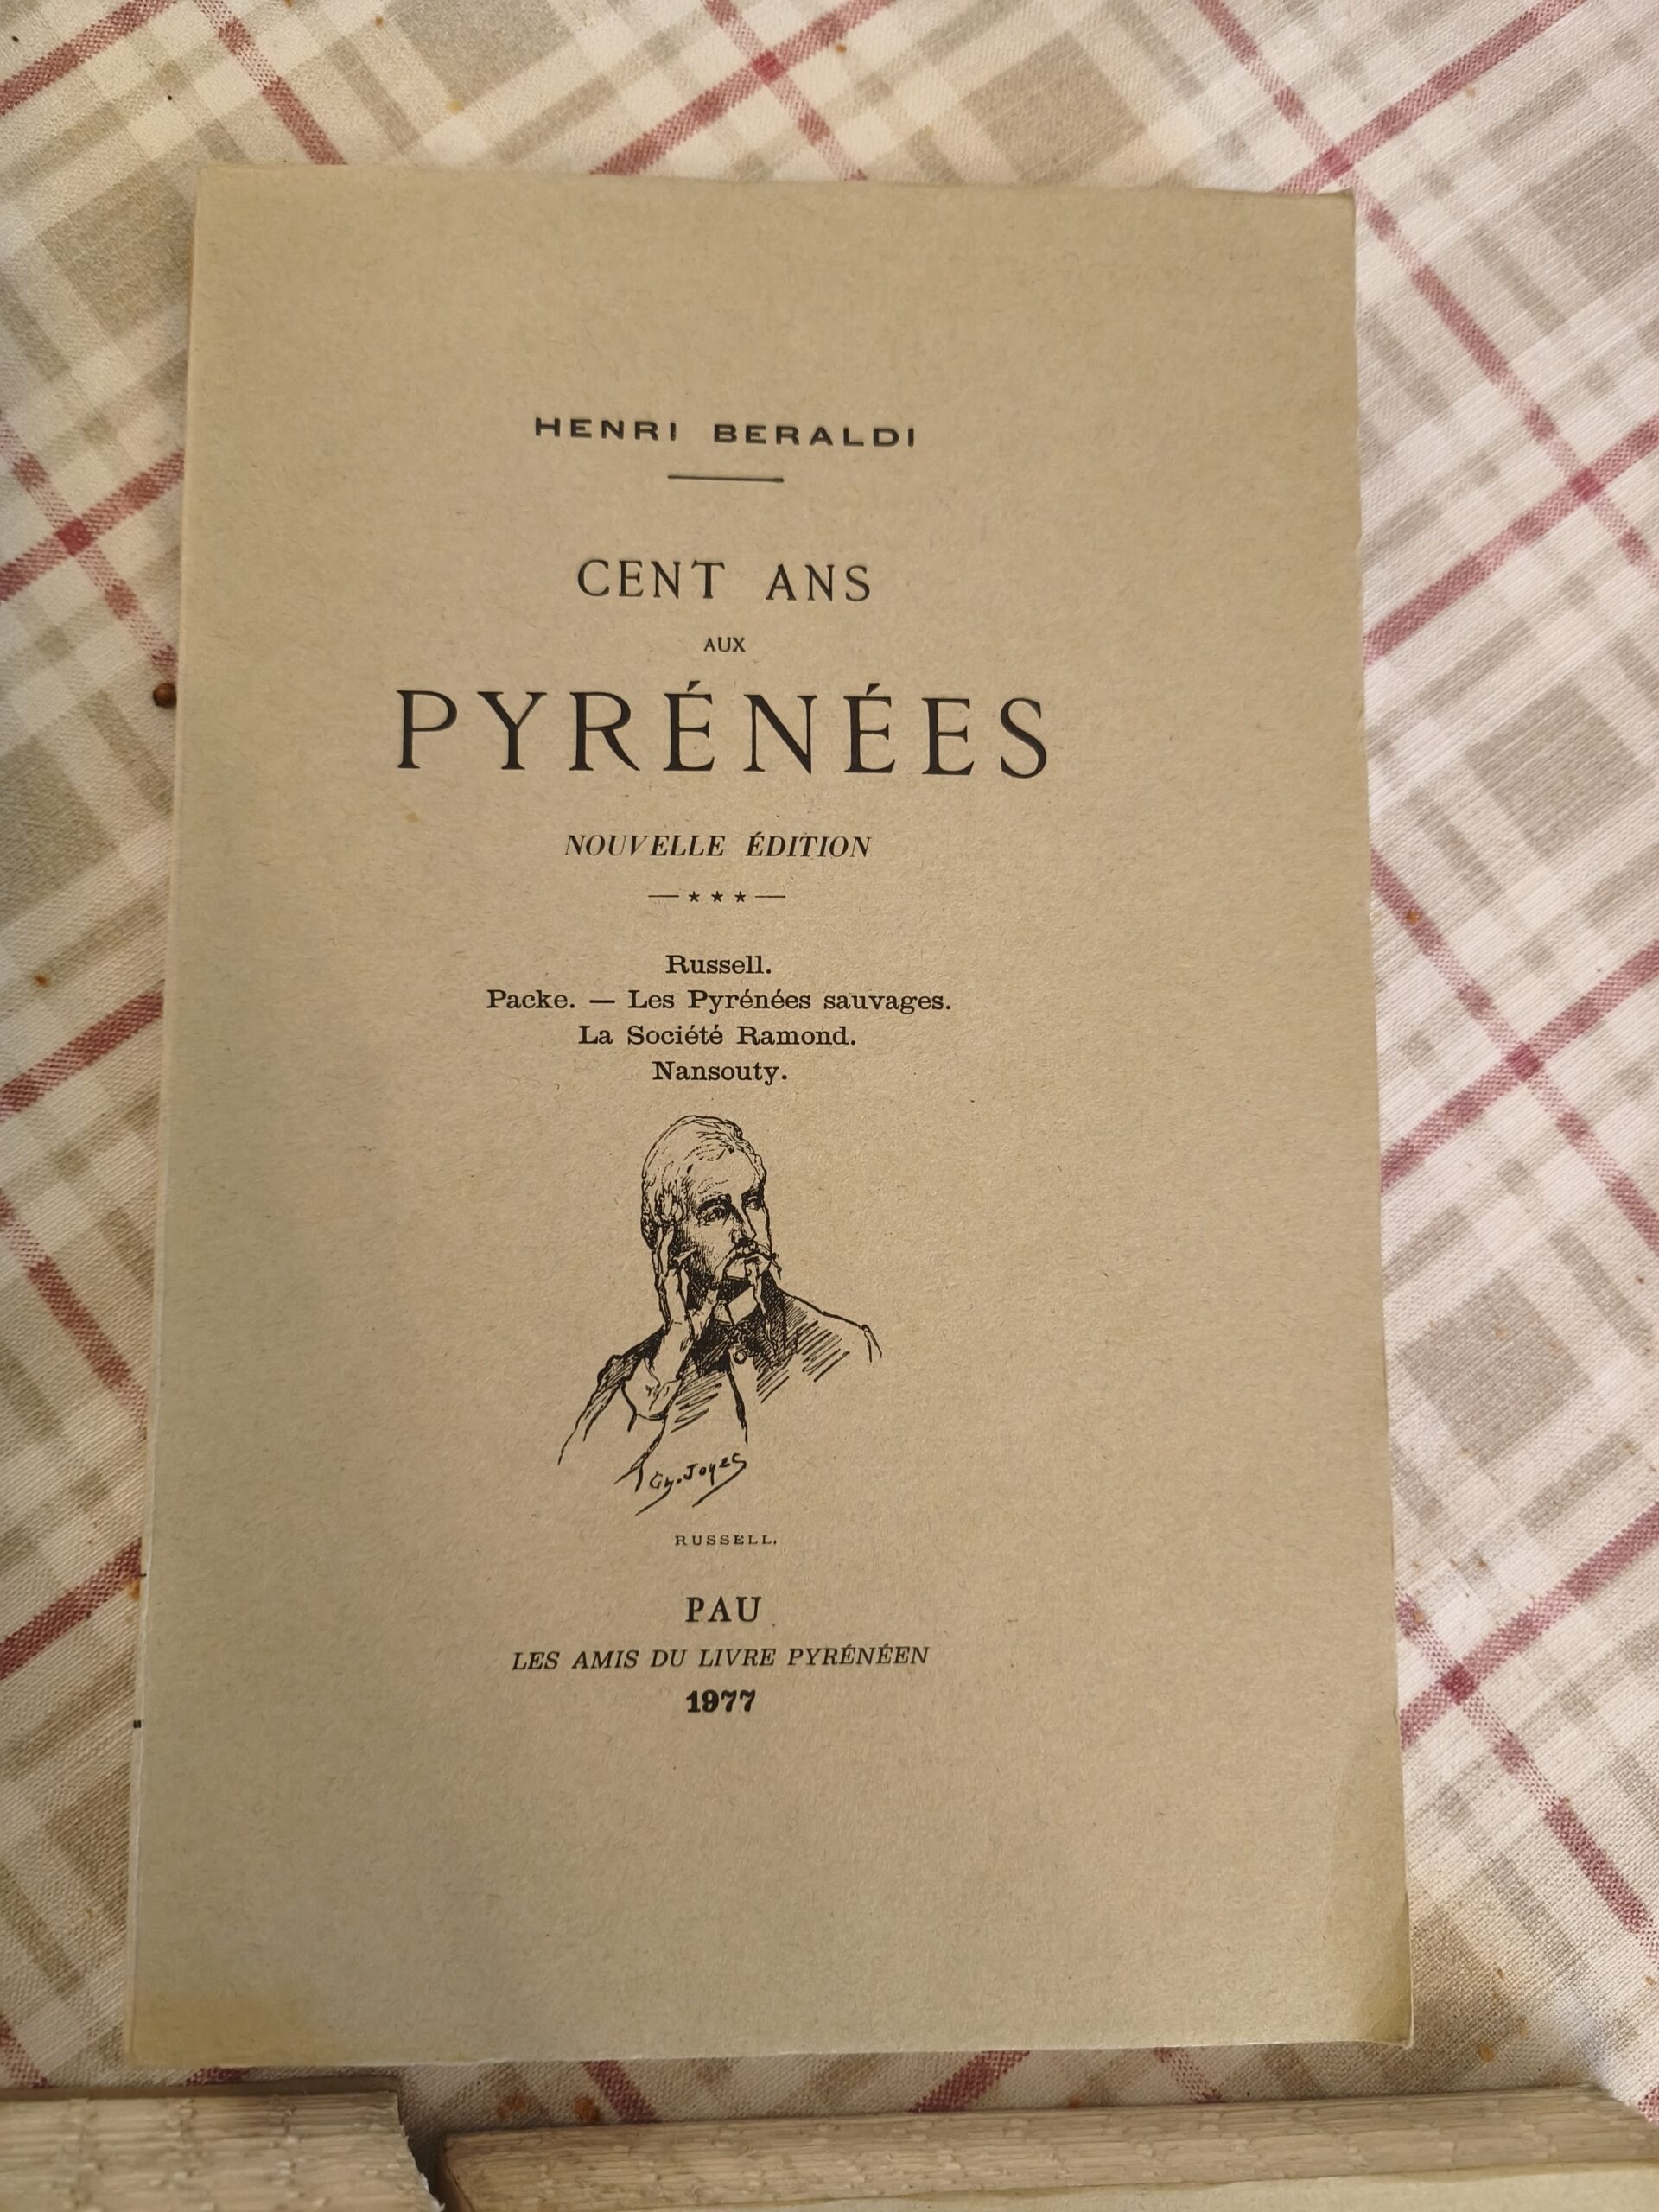 HENRI BERALDI
CENT ANS
AUX
PYRÉNÉES
NOUVELLE ÉDITION
— ★ ★ ★ —
Russell.
Packe. — Les Pyrénées sauvages.
La Société Ramond.
Nansouty.
Ch. Joyes
RUSSELL.
PAU
LES AMIS DU LIVRE PYRÉNÉEN
1977